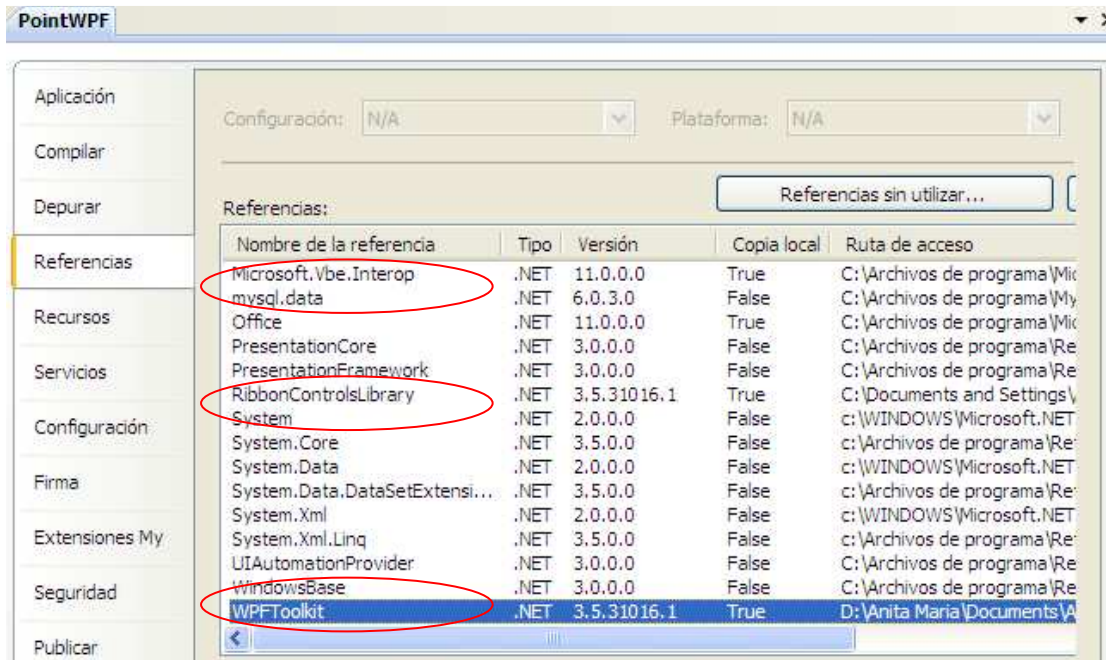 PointWPF
Aplicación
Compilar
Depurar
Referencias
Recursos
Servicios
Configuración
Firma
Extensiones My
Seguridad
Publicar
Configuración: N/A Plataforma: N/A
Referencias sin utilizar...
Referencias:
Nombre de la referencia Tipo Versión Copia local Ruta de acceso
Microsoft.Vbe.Interop .NET 11.0.0.0 True C:\Archivos de programa\Mic
mysql.data .NET 6.0.3.0 False C:\Archivos de programa\My
Office .NET 11.0.0.0 True C:\Archivos de programa\Mic
PresentationCore .NET 3.0.0.0 False C:\Archivos de programa\Re
PresentationFramework .NET 3.0.0.0 False C:\Archivos de programa\Re
RibbonControlsLibrary .NET 3.5.31016.1 True C:\Documents and Settings\
System .NET 2.0.0.0 False c:\WINDOWS\Microsoft.NET
System.Core .NET 3.5.0.0 False c:\Archivos de programa\Re
System.Data .NET 2.0.0.0 False c:\WINDOWS\Microsoft.NET
System.Data.DataSetExtensi... .NET 3.5.0.0 False c:\Archivos de programa\Re
System.Xml .NET 2.0.0.0 False c:\WINDOWS\Microsoft.NET
System.Xml.Linq .NET 3.5.0.0 False c:\Archivos de programa\Re
UIAutomationProvider .NET 3.0.0.0 False C:\Archivos de programa\Re
WindowsBase .NET 3.0.0.0 False C:\Archivos de programa\Re
WPFToolkit .NET 3.5.31016.1 True D:\Anita Maria\Documents\A